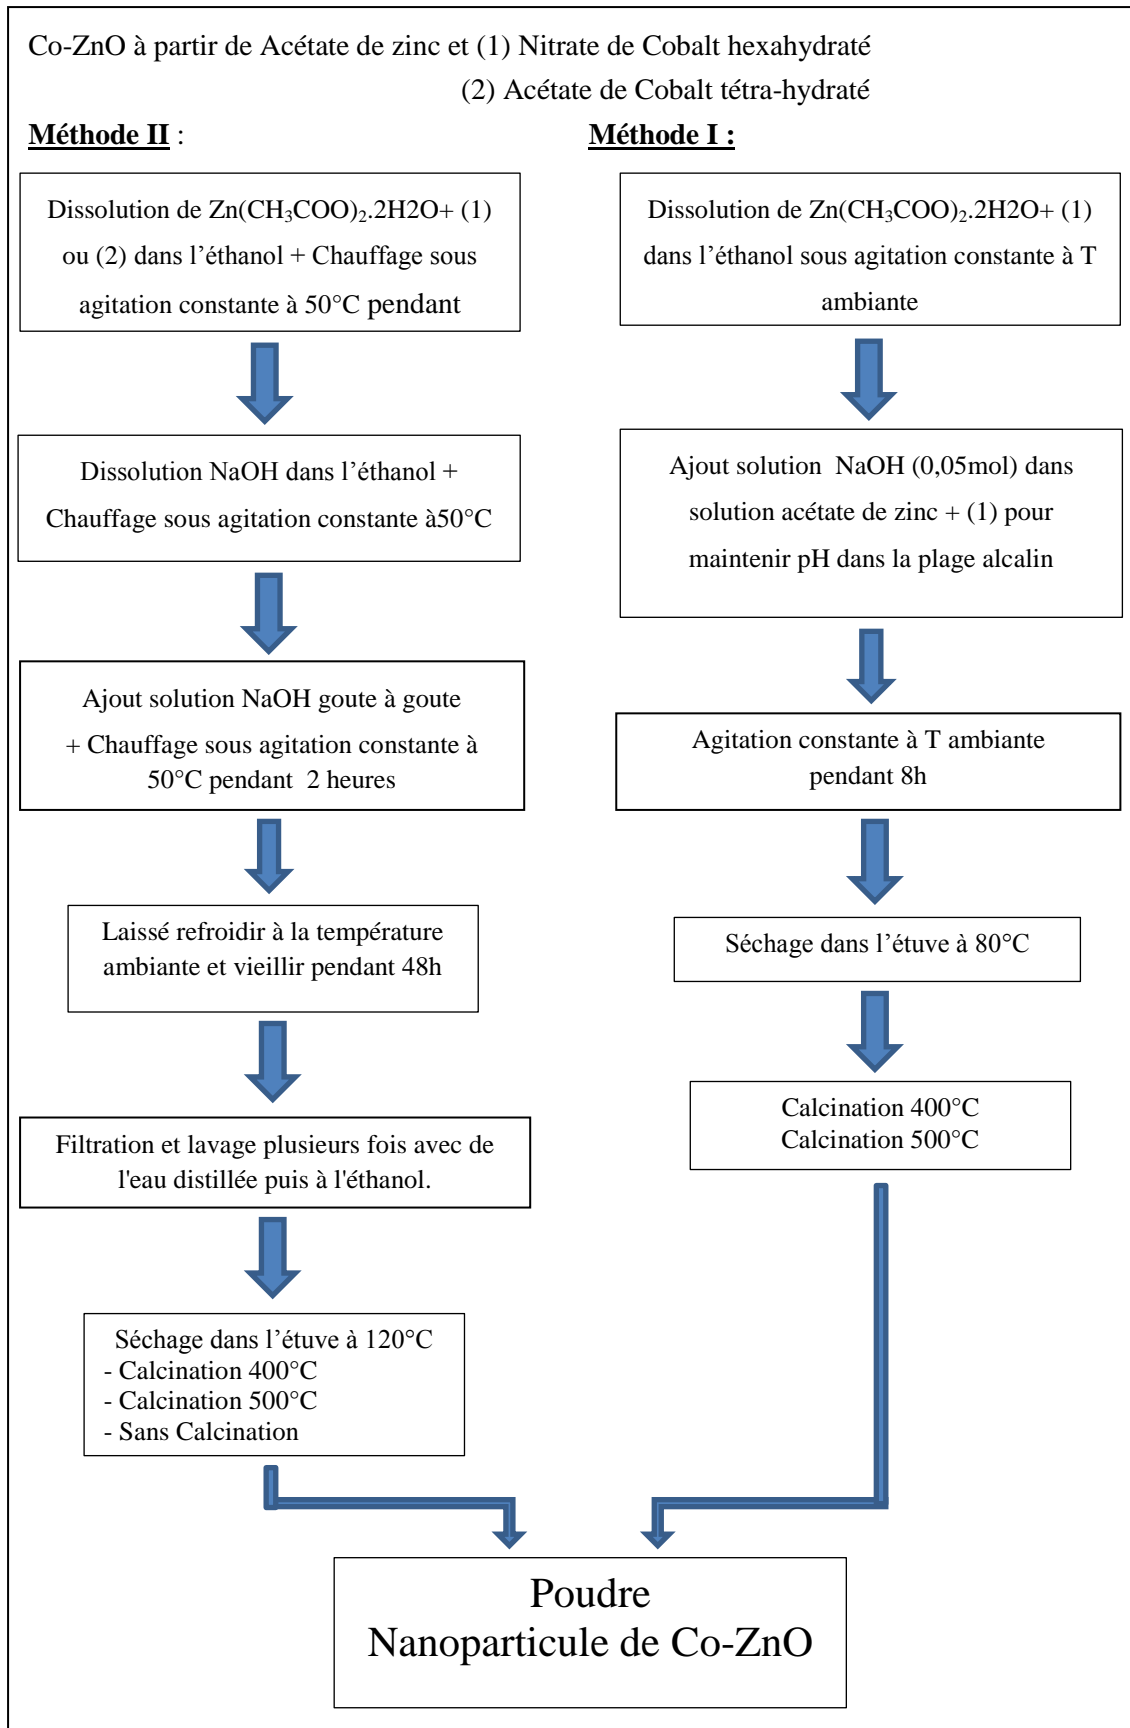 Co-ZnO à partir de Acétate de zinc et (1) Nitrate de Cobalt hexahydraté
(2) Acétate de Cobalt tétra-hydraté
Méthode II :
Dissolution de Zn(CH₃COO)₂.2H2O+ (1)
ou (2) dans l’éthanol + Chauffage sous
agitation constante à 50°C pendant
Dissolution NaOH dans l’éthanol +
Chauffage sous agitation constante à50°C
Ajout solution NaOH goute à goute
+ Chauffage sous agitation constante à
50°C pendant 2 heures
Laissé refroidir à la température
ambiante et vieillir pendant 48h
Filtration et lavage plusieurs fois avec de
l'eau distillée puis à l'éthanol.
Séchage dans l’étuve à 120°C
- Calcination 400°C
- Calcination 500°C
- Sans Calcination
Méthode I :
Dissolution de Zn(CH₃COO)₂.2H2O+ (1)
dans l’éthanol sous agitation constante à T
ambiante
Ajout solution NaOH (0,05mol) dans
solution acétate de zinc + (1) pour
maintenir pH dans la plage alcalin
Agitation constante à T ambiante
pendant 8h
Séchage dans l’étuve à 80°C
Calcination 400°C
Calcination 500°C
Poudre
Nanoparticule de Co-ZnO